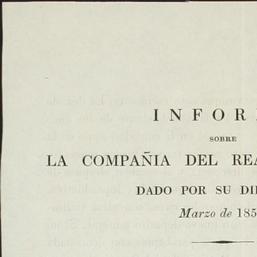 INFOR
SOBRE
LA COMPAÑIA DEL REA
DADO POR SU DI
Marzo de 185